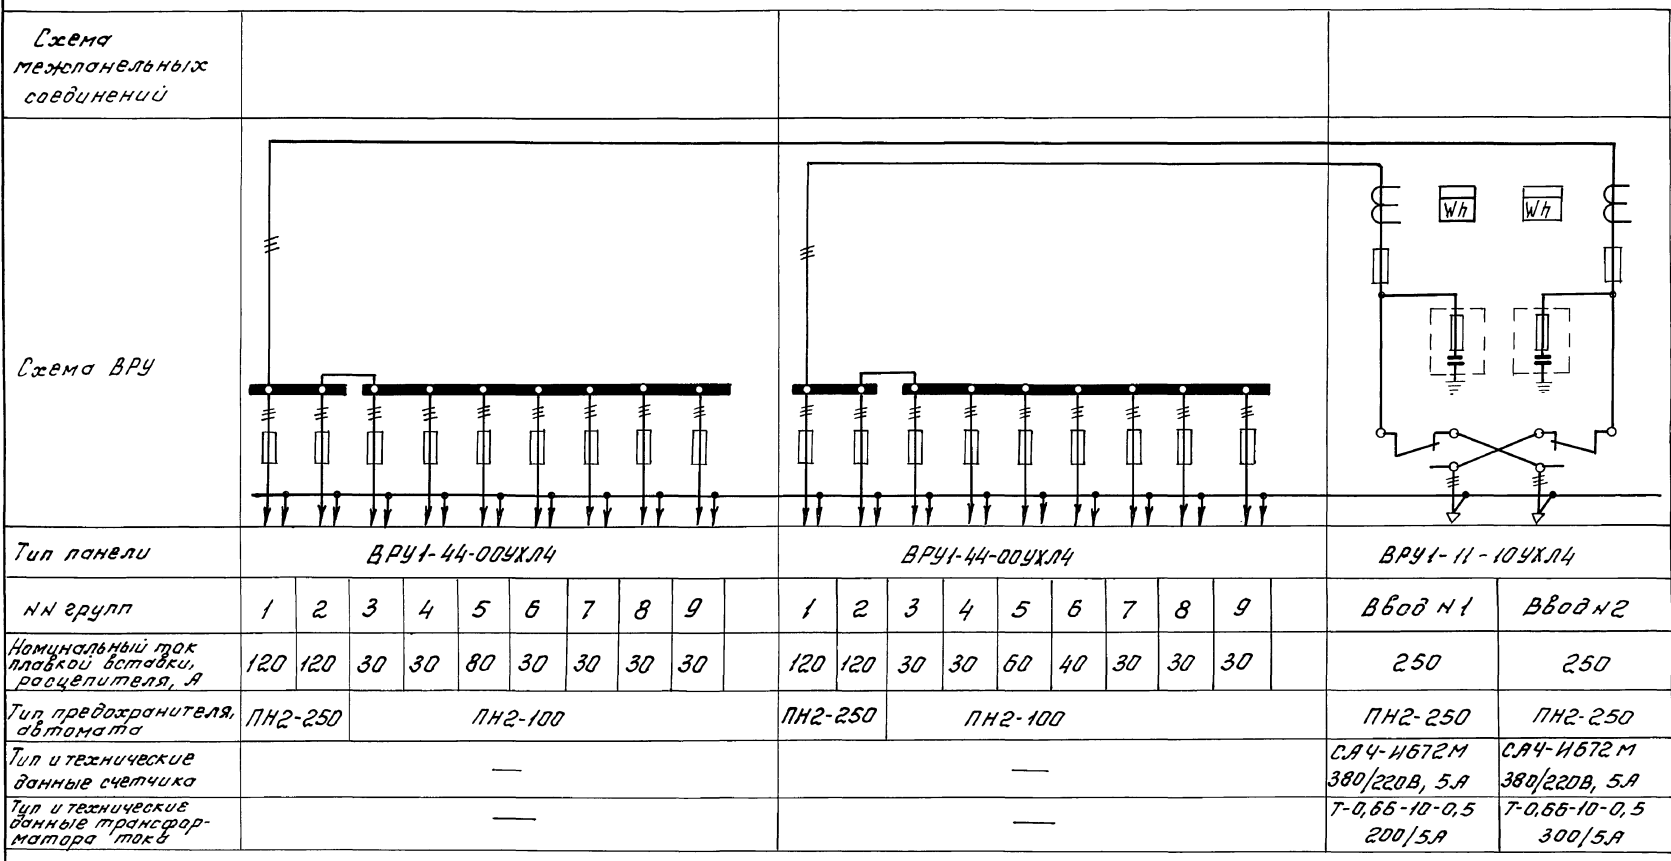 Схема
межпанельных
соединений
Wh
Wh
Схема ВРУ
Тип панели
ВРУ1-44-00УХЛ4
ВРУ1-44-00УХЛ4
ВРУ1-11-10УХЛ4
NN групп
1 2 3 4 5 6 7 8 9
1 2 3 4 5 6 7 8 9
Ввод N1
Ввод N2
Номинальный ток
плавкой вставки,
расцепителя, А
120 120 30 30 80 30 30 30 30
120 120 30 30 60 40 30 30 30
250
250
Тип предохранителя,
автомата
ПН2-250
ПН2-100
ПН2-250
ПН2-100
ПН2-250
ПН2-250
Тип и технические
данные счетчика
—
—
САЧ-И672М
380/220В, 5А
САЧ-И672М
380/220В, 5А
Тип и технические
данные трансфор-
матора тока
—
—
Т-0,66-10-0,5
200/5А
Т-0,66-10-0,5
300/5А